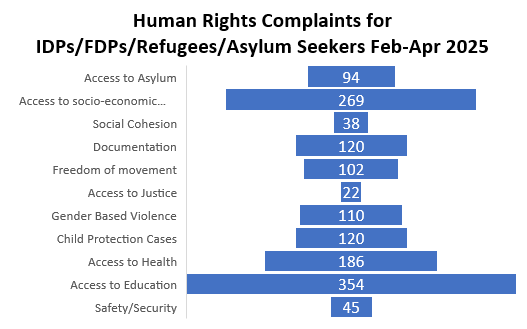 Human Rights Complaints for
IDPs/FDPs/Refugees/Asylum Seekers Feb-Apr 2025
Access to Asylum 94
Access to socio-economic... 269
Social Cohesion 38
Documentation 120
Freedom of movement 102
Access to Justice 22
Gender Based Violence 110
Child Protection Cases 120
Access to Health 186
Access to Education 354
Safety/Security 45